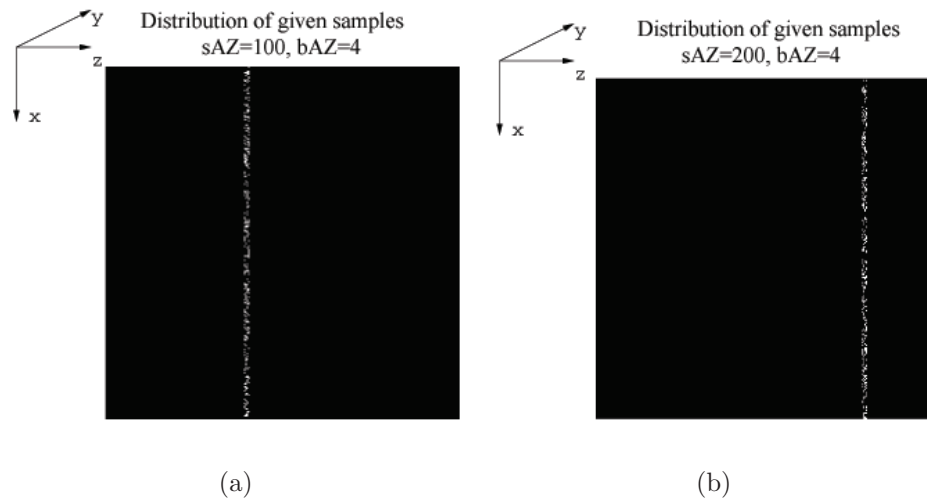 y
z
x
Distribution of given samples
sAZ=100, bAZ=4
(a)
y
z
x
Distribution of given samples
sAZ=200, bAZ=4
(b)